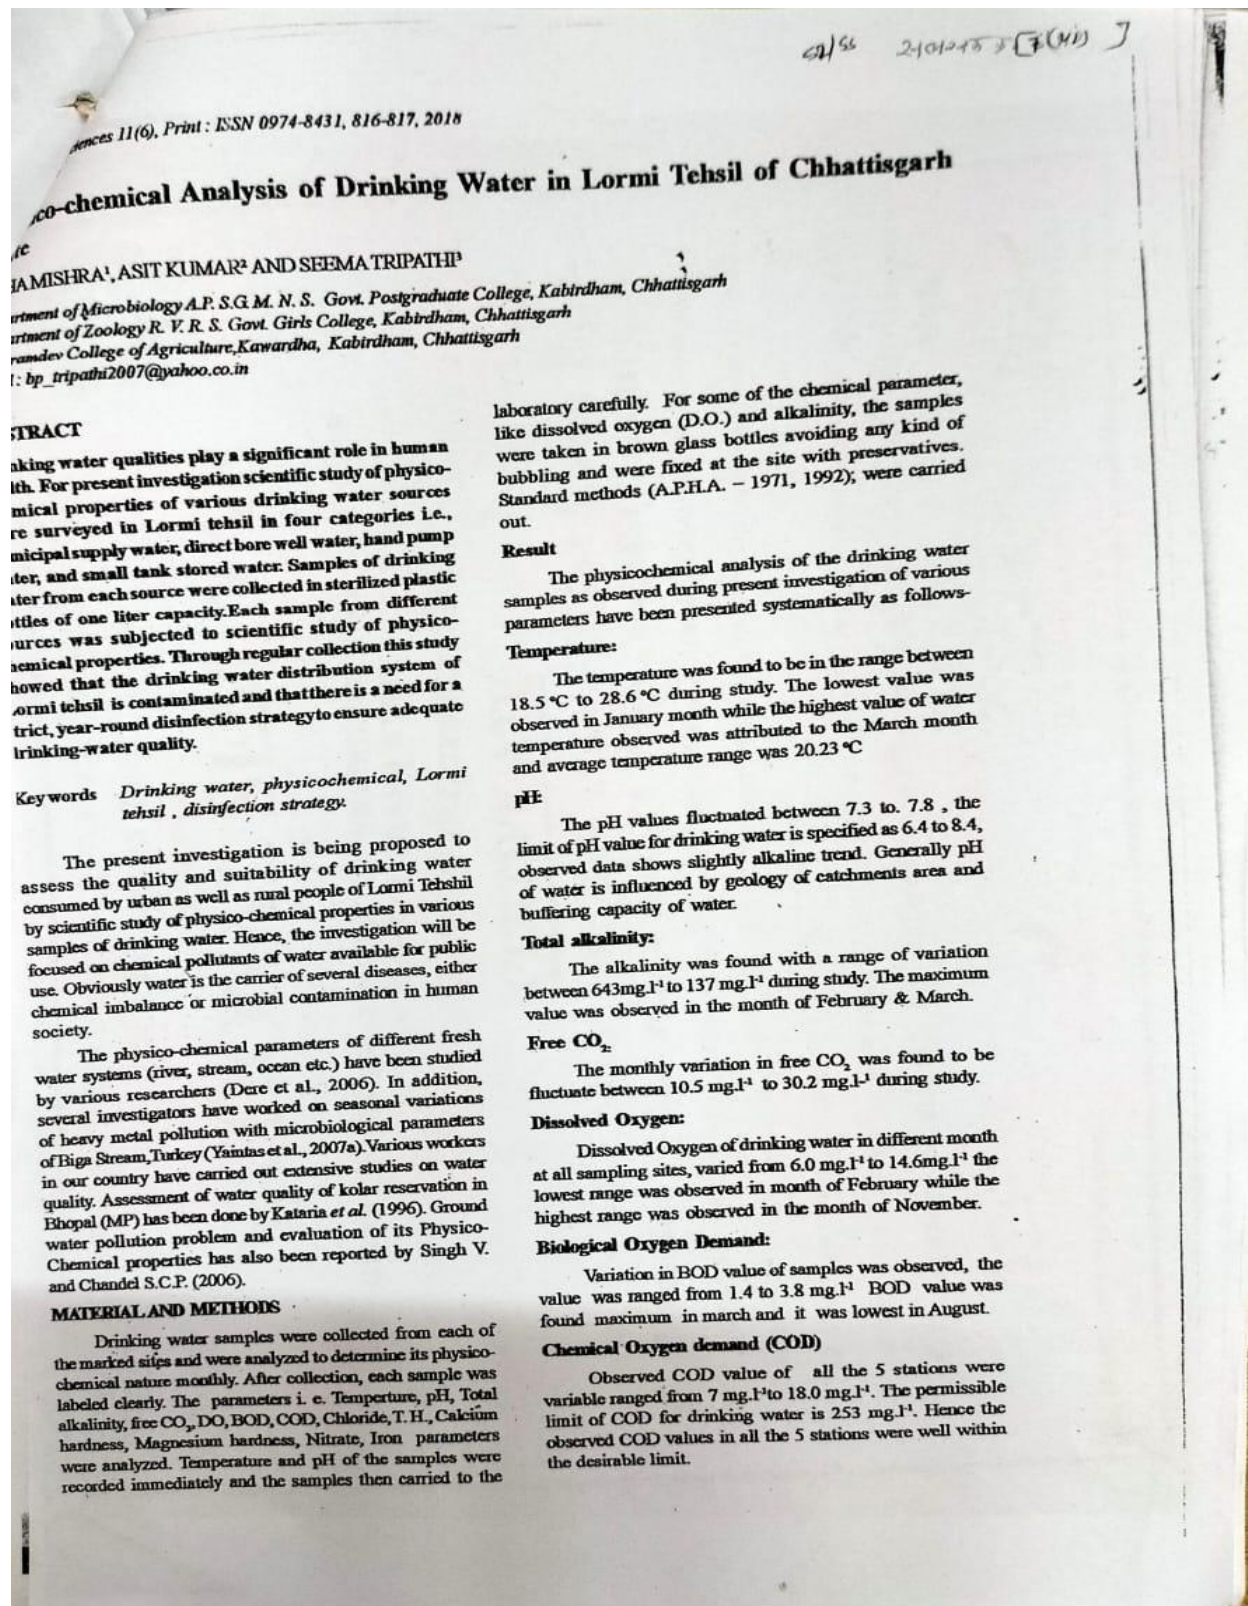 52/55
ences 11(6), Print : ISSN 0974-8431, 816-817, 2018
co-chemical Analysis of Drinking Water in Lormi Tehsil of Chhattisgarh
te
HA MISHRA¹, ASIT KUMAR² AND SEEMA TRIPATHI³
rtment of Microbiology A.P. S.G. M. N. S. Govt. Postgraduate College, Kabirdham, Chhattisgarh
rtment of Zoology R. V. R. S. Govt. Girls College, Kabirdham, Chhattisgarh
ramdev College of Agriculture,Kawardha, Kabirdham, Chhattisgarh
l : bp_tripathi2007@yahoo.co.in
STRACT
nking water qualities play a significant role in human
lth. For present investigation scientific study of physico-
mical properties of various drinking water sources
re surveyed in Lormi tehsil in four categories i.e.,
nicipal supply water, direct bore well water, hand pump
ter, and small tank stored water. Samples of drinking
ter from each source were collected in sterilized plastic
ttles of one liter capacity.Each sample from different
urces was subjected to scientific study of physico-
emical properties. Through regular collection this study
howed that the drinking water distribution system of
ormi tehsil is contaminated and that there is a need for a
trict, year-round disinfection strategy to ensure adequate
lrinking-water quality.
Key words Drinking water, physicochemical, Lormi
tehsil , disinfection strategy.
The present investigation is being proposed to
assess the quality and suitability of drinking water
consumed by urban as well as rural people of Lormi Tehshil
by scientific study of physico-chemical properties in various
samples of drinking water. Hence, the investigation will be
focused on chemical pollutants of water available for public
use. Obviously water is the carrier of several diseases, either
chemical imbalance or microbial contamination in human
society.
The physico-chemical parameters of different fresh
water systems (river, stream, ocean etc.) have been studied
by various researchers (Dere et al., 2006). In addition,
several investigators have worked on seasonal variations
of heavy metal pollution with microbiological parameters
of Biga Stream,Turkey (Yaintas et al., 2007a).Various workers
in our country have carried out extensive studies on water
quality. Assessment of water quality of kolar reservation in
Bhopal (MP) has been done by Kataria et al. (1996). Ground
water pollution problem and evaluation of its Physico-
Chemical properties has also been reported by Singh V.
and Chandel S.C.P. (2006).
MATERIAL AND METHODS
Drinking water samples were collected from each of
the marked sites and were analyzed to determine its physico-
chemical nature moothly. After collection, each sample was
labeled clearly. The parameters i. e. Temperture, pH, Total
alkalinity, free CO₂, DO, BOD, COD, Chloride, T. H., Calcium
hardness, Magnesium hardness, Nitrate, Iron parameters
were analyzed. Temperature and pH of the samples were
recorded immediately and the samples then carried to the
laboratory carefully. For some of the chemical parameter,
like dissolved oxygen (D.O.) and alkalinity, the samples
were taken in brown glass bottles avoiding any kind of
bubbling and were fixed at the site with preservatives.
Standard methods (A.P.H.A. – 1971, 1992); were carried
out.
Result
The physicochemical analysis of the drinking water
samples as observed during present investigation of various
parameters have been presented systematically as follows-
Temperature:
The temperature was found to be in the range between
18.5 °C to 28.6 °C during study. The lowest value was
observed in January month while the highest value of water
temperature observed was attributed to the March month
and average temperature range was 20.23 °C
pH:
The pH values fluctuated between 7.3 to. 7.8 , the
limit of pH value for drinking water is specified as 6.4 to 8.4,
observed data shows slightly alkaline trend. Generally pH
of water is influenced by geology of catchments area and
buffering capacity of water.
Total alkalinity:
The alkalinity was found with a range of variation
between 643mg.l⁻¹ to 137 mg.l⁻¹ during study. The maximum
value was observed in the month of February & March.
Free CO₂:
The monthly variation in free CO₂ was found to be
fluctuate between 10.5 mg.l⁻¹ to 30.2 mg.l-¹ during study.
Dissolved Oxygen:
Dissolved Oxygen of drinking water in different month
at all sampling sites, varied from 6.0 mg.l⁻¹ to 14.6mg.l⁻¹ the
lowest range was observed in month of February while the
highest range was observed in the month of November.
Biological Oxygen Demand:
Variation in BOD value of samples was observed, the
value was ranged from 1.4 to 3.8 mg.l⁻¹ BOD value was
found maximum in march and it was lowest in August.
Chemical Oxygen demand (COD)
Observed COD value of all the 5 stations were
variable ranged from 7 mg.l⁻¹to 18.0 mg.l⁻¹. The permissible
limit of COD for drinking water is 253 mg.l⁻¹. Hence the
observed COD values in all the 5 stations were well within
the desirable limit.